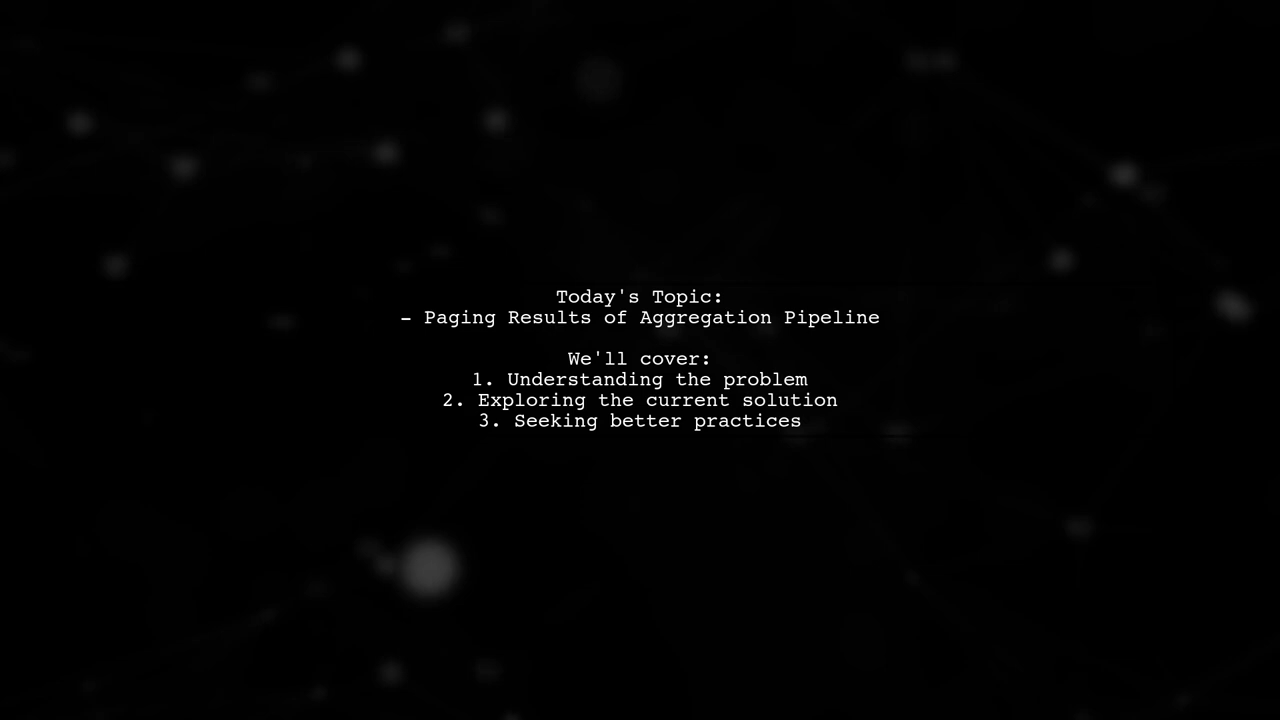 Today's Topic:
- Paging Results of Aggregation Pipeline
We'll cover:
1. Understanding the problem
2. Exploring the current solution
3. Seeking better practices